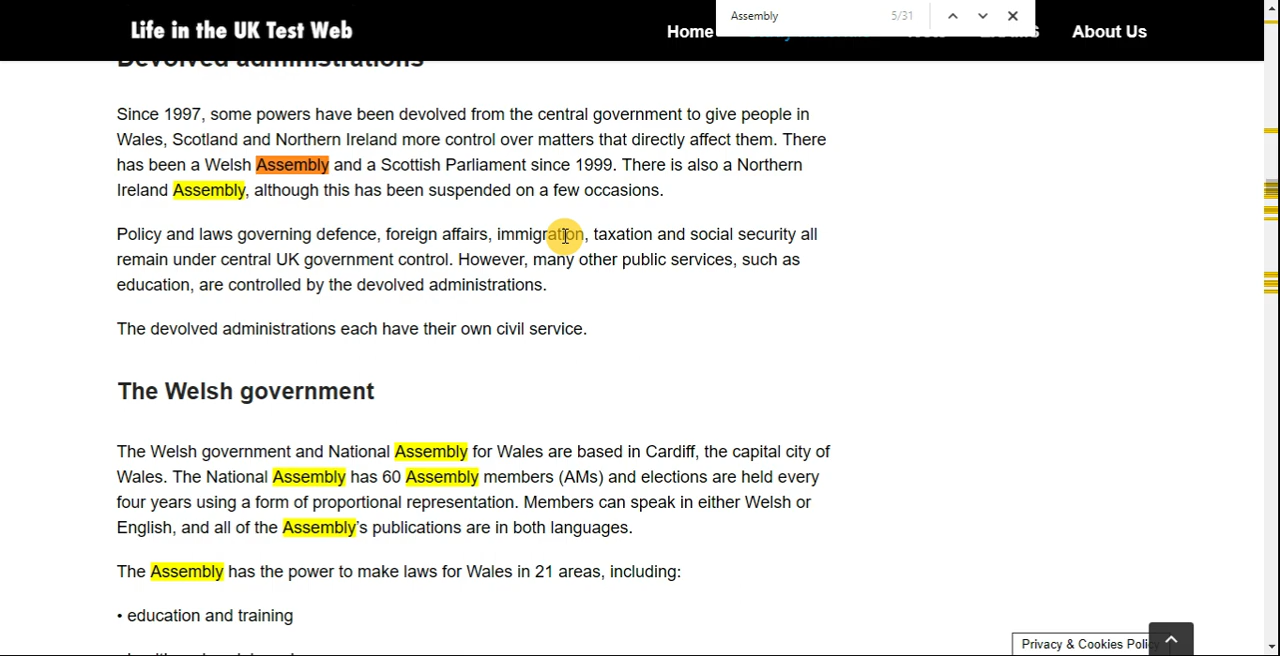 Life in the UK Test Web
Assembly 5/31
Home
About Us
Devolved administrations
Since 1997, some powers have been devolved from the central government to give people in
Wales, Scotland and Northern Ireland more control over matters that directly affect them. There
has been a Welsh Assembly and a Scottish Parliament since 1999. There is also a Northern
Ireland Assembly, although this has been suspended on a few occasions.
Policy and laws governing defence, foreign affairs, immigration, taxation and social security all
remain under central UK government control. However, many other public services, such as
education, are controlled by the devolved administrations.
The devolved administrations each have their own civil service.
The Welsh government
The Welsh government and National Assembly for Wales are based in Cardiff, the capital city of
Wales. The National Assembly has 60 Assembly members (AMs) and elections are held every
four years using a form of proportional representation. Members can speak in either Welsh or
English, and all of the Assembly's publications are in both languages.
The Assembly has the power to make laws for Wales in 21 areas, including:
• education and training
Privacy & Cookies Policy